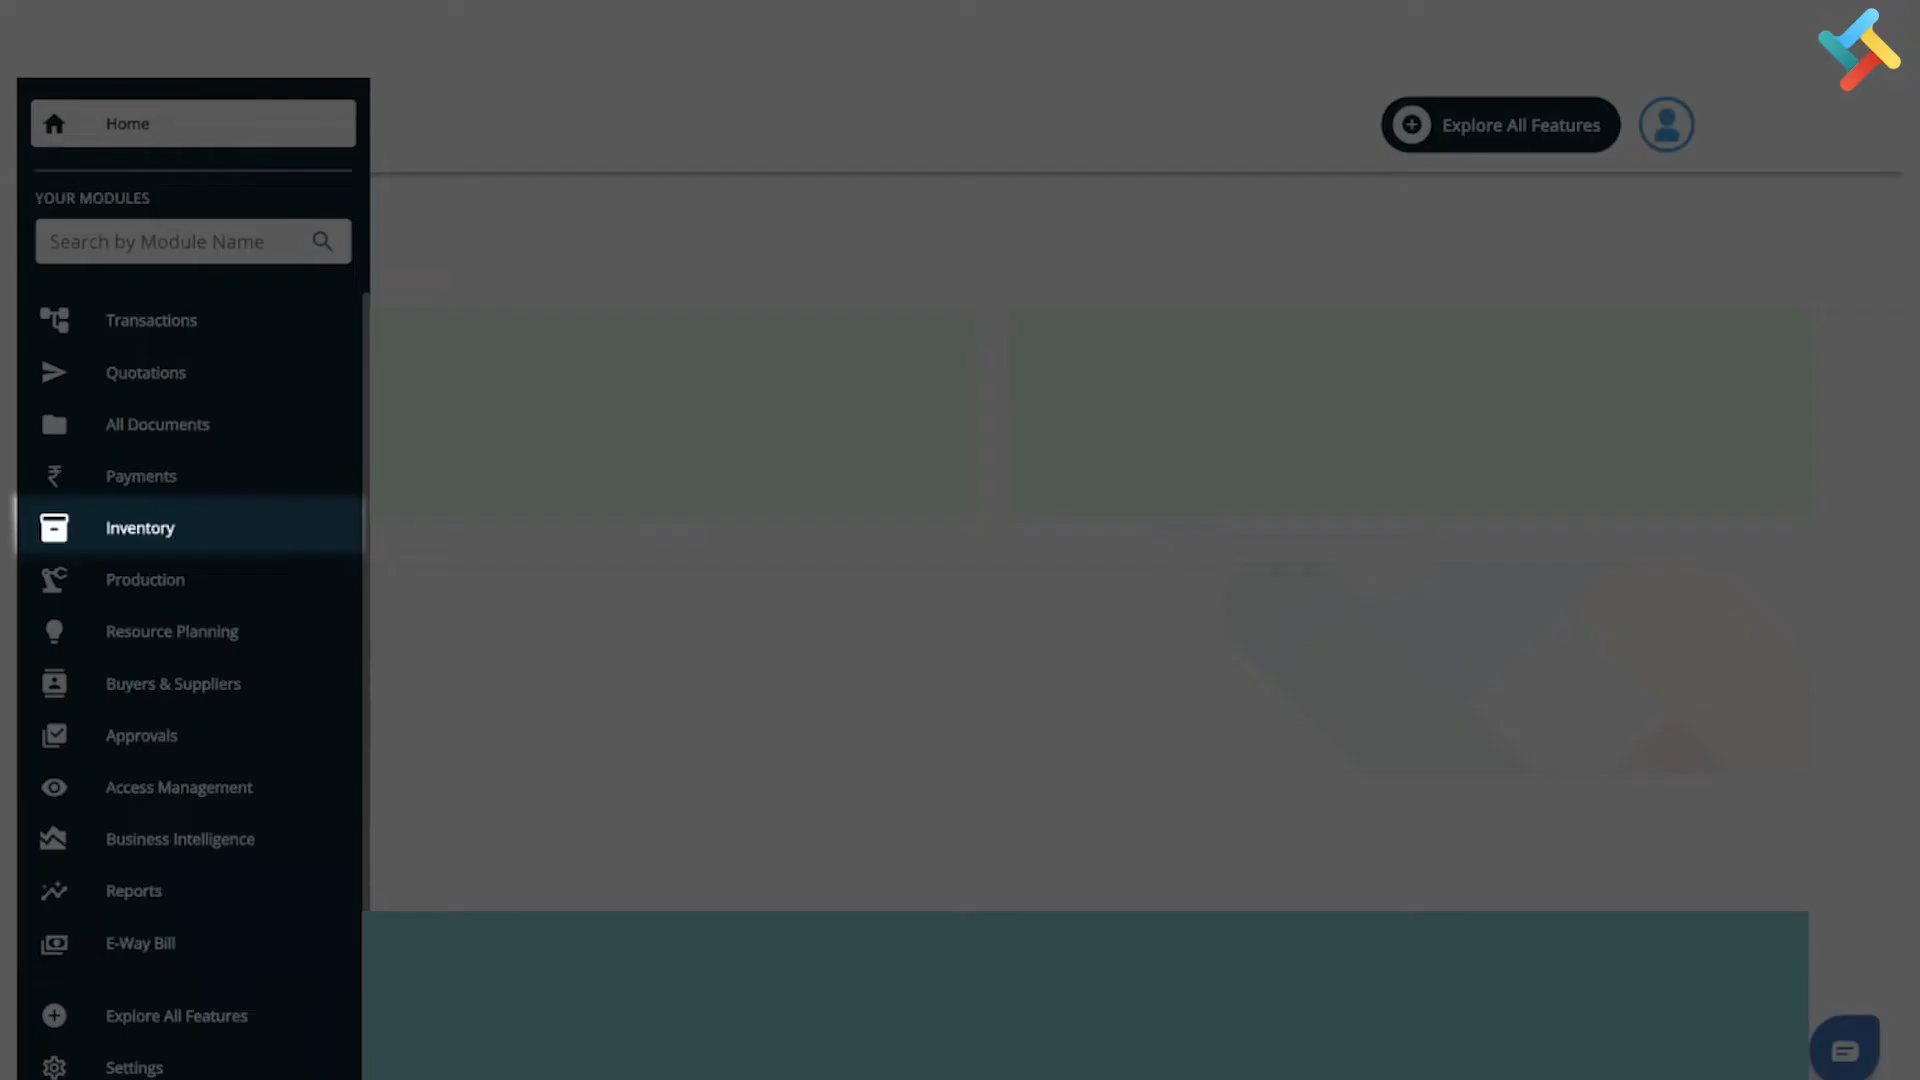 Home
Explore All Features
YOUR MODULES
Search by Module Name
Transactions
Quotations
All Documents
Payments
Inventory
Production
Resource Planning
Buyers & Suppliers
Approvals
Access Management
Business Intelligence
Reports
E-Way Bill
Explore All Features
Settings